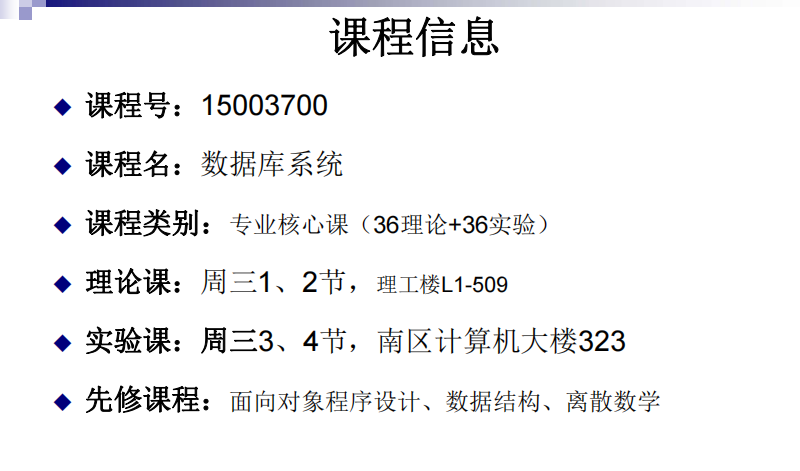 课程信息
课程号：15003700
课程名：数据库系统
课程类别：专业核心课（36理论+36实验）
理论课：周三1、2节，理工楼L1-509
实验课：周三3、4节，南区计算机大楼323
先修课程：面向对象程序设计、数据结构、离散数学